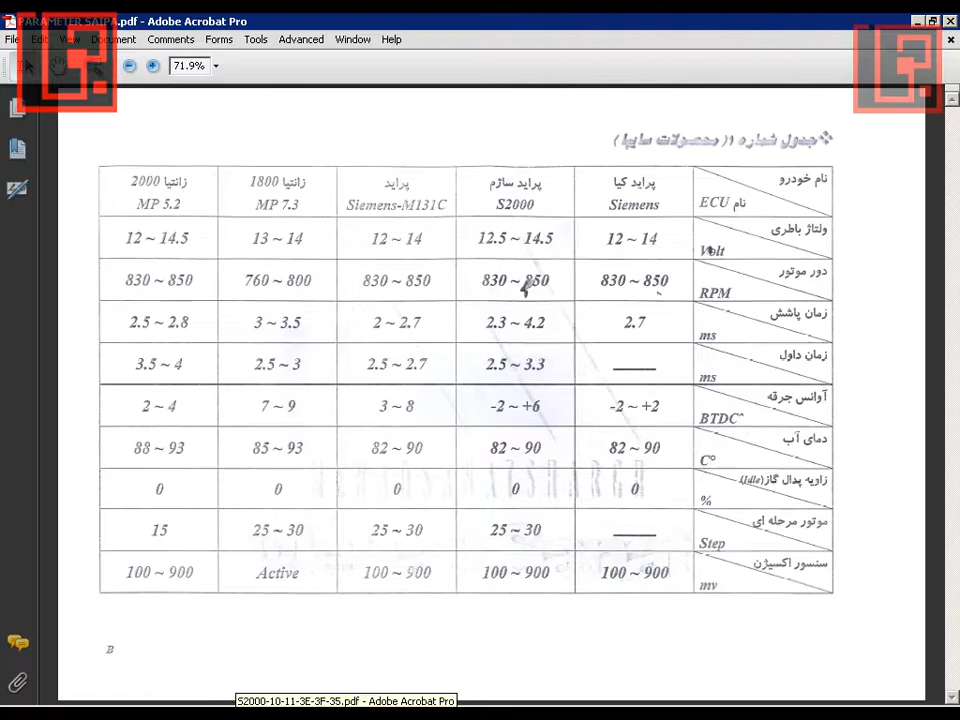 PARAMETER SAIPA.pdf - Adobe Acrobat Pro
File Edit View Document Comments Forms Tools Advanced Window Help
71.9%
❖جدول شماره ۱( محصولات سایپا )
نام خودرو
ECU نام
پراید کیا
Siemens
پراید ساژم
S2000
پراید
Siemens-M131C
زانتیا 1800
MP 7.3
زانتیا 2000
MP 5.2
ولتاژ باطری
Volt
12 ~ 14
12.5 ~ 14.5
12 ~ 14
13 ~ 14
12 ~ 14.5
دور موتور
RPM
830 ~ 850
830 ~ 850
830 ~ 850
760 ~ 800
830 ~ 850
زمان پاشش
ms
2.7
2.3 ~ 4.2
2 ~ 2.7
3 ~ 3.5
2.5 ~ 2.8
زمان داول
ms
2.5 ~ 3.3
2.5 ~ 2.7
2.5 ~ 3
3.5 ~ 4
آوانس جرقه
BTDC°
-2 ~ +2
-2 ~ +6
3 ~ 8
7 ~ 9
2 ~ 4
دمای آب
C°
82 ~ 90
82 ~ 90
82 ~ 90
85 ~ 93
88 ~ 93
زاویه پدال گاز(Idle)
%
0
0
0
0
0
موتور مرحله ای
Step
25 ~ 30
25 ~ 30
25 ~ 30
15
سنسور اکسیژن
mv
100 ~ 900
100 ~ 900
100 ~ 900
Active
100 ~ 900
B
S2000-10-11-3E-3F-35.pdf - Adobe Acrobat Pro